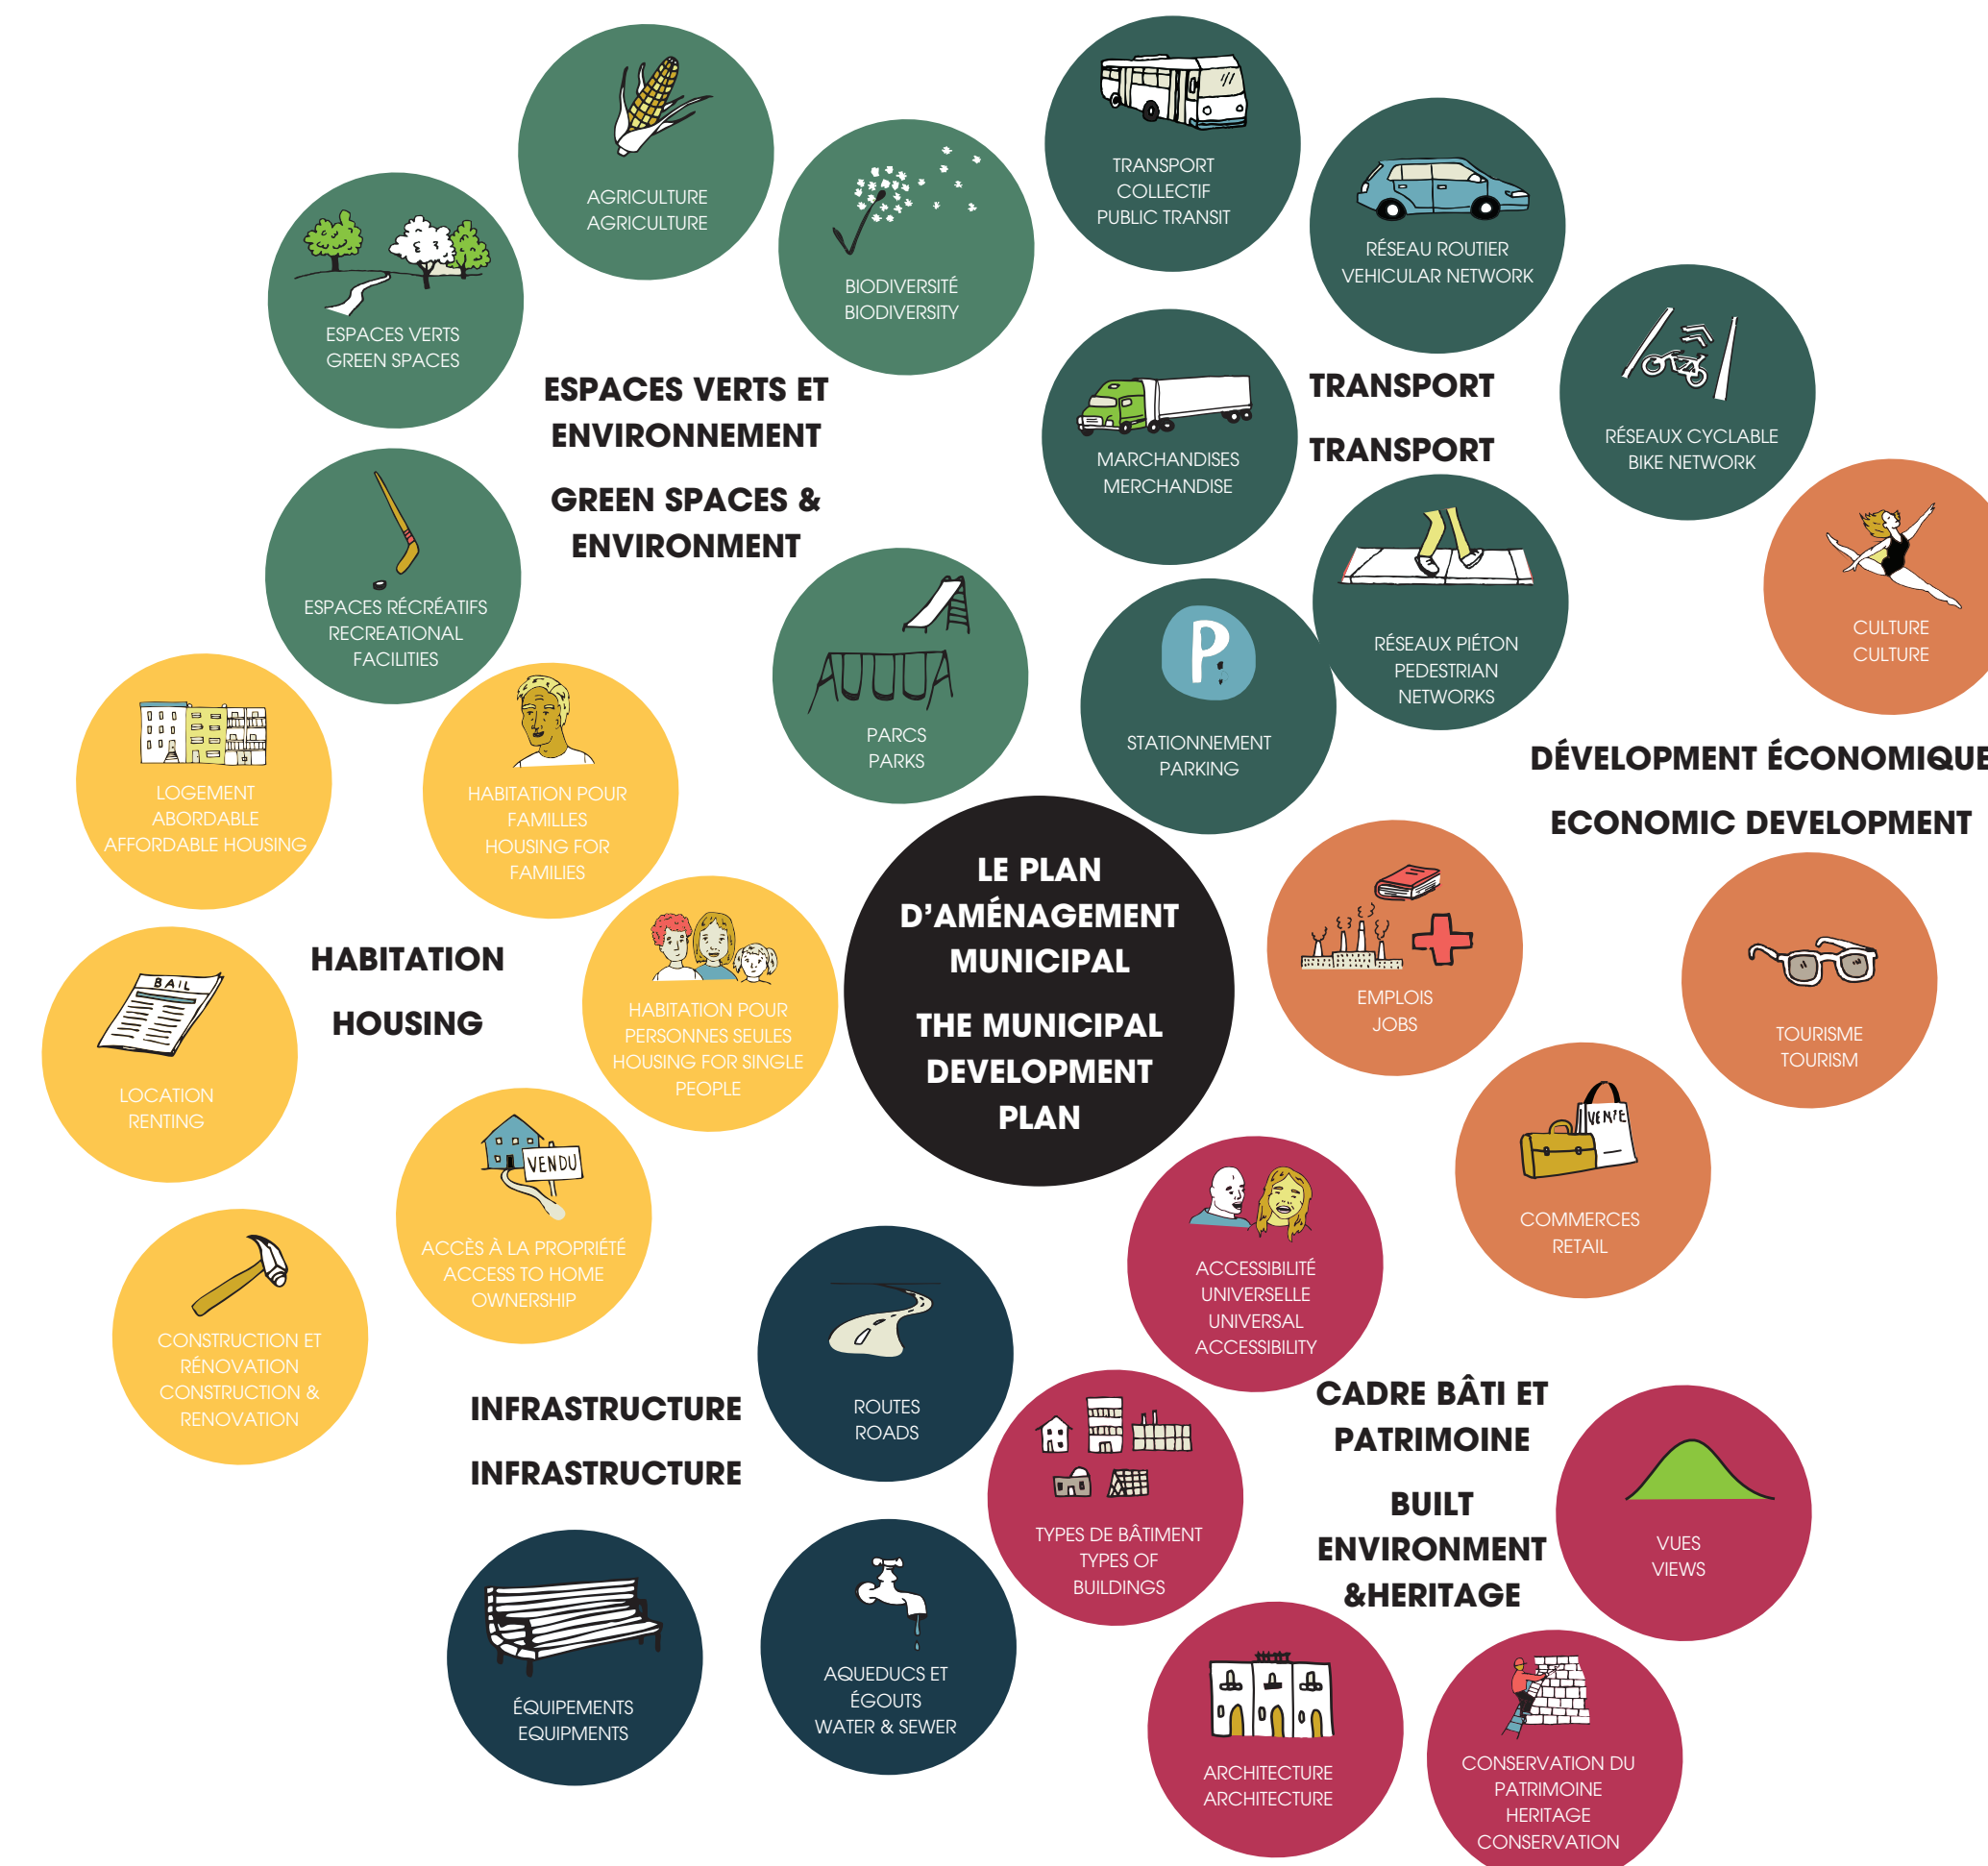 AGRICULTURE
AGRICULTURE
BIODIVERSITÉ
BIODIVERSITY
ESPACES VERTS
GREEN SPACES
ESPACES VERTS ET
ENVIRONNEMENT
GREEN SPACES &
ENVIRONMENT
ESPACES RÉCRÉATIFS
RECREATIONAL
FACILITIES
PARCS
PARKS
TRANSPORT
COLLECTIF
PUBLIC TRANSIT
RÉSEAU ROUTIER
VEHICULAR NETWORK
MARCHANDISES
MERCHANDISE
TRANSPORT
TRANSPORT
RÉSEAUX CYCLABLE
BIKE NETWORK
P
STATIONNEMENT
PARKING
RÉSEAUX PIÉTON
PEDESTRIAN
NETWORKS
CULTURE
CULTURE
DÉVELOPMENT ÉCONOMIQUE
ECONOMIC DEVELOPMENT
EMPLOIS
JOBS
TOURISME
TOURISM
VENTE
COMMERCES
RETAIL
LOGEMENT
ABORDABLE
AFFORDABLE HOUSING
HABITATION POUR
FAMILLES
HOUSING FOR
FAMILIES
HABITATION
HOUSING
HABITATION POUR
PERSONNES SEULES
HOUSING FOR SINGLE
PEOPLE
BAIL
LOCATION
RENTING
VENDU
ACCÈS À LA PROPRIÉTÉ
ACCESS TO HOME
OWNERSHIP
CONSTRUCTION ET
RÉNOVATION
CONSTRUCTION &
RENOVATION
LE PLAN
D'AMÉNAGEMENT
MUNICIPAL
THE MUNICIPAL
DEVELOPMENT
PLAN
INFRASTRUCTURE
INFRASTRUCTURE
ROUTES
ROADS
ÉQUIPEMENTS
EQUIPMENTS
AQUEDUCS ET
ÉGOUTS
WATER & SEWER
ACCESSIBILITÉ
UNIVERSELLE
UNIVERSAL
ACCESSIBILITY
TYPES DE BÂTIMENT
TYPES OF
BUILDINGS
CADRE BÂTI ET
PATRIMOINE
BUILT
ENVIRONMENT
&HERITAGE
VUES
VIEWS
ARCHITECTURE
ARCHITECTURE
CONSERVATION DU
PATRIMOINE
HERITAGE
CONSERVATION